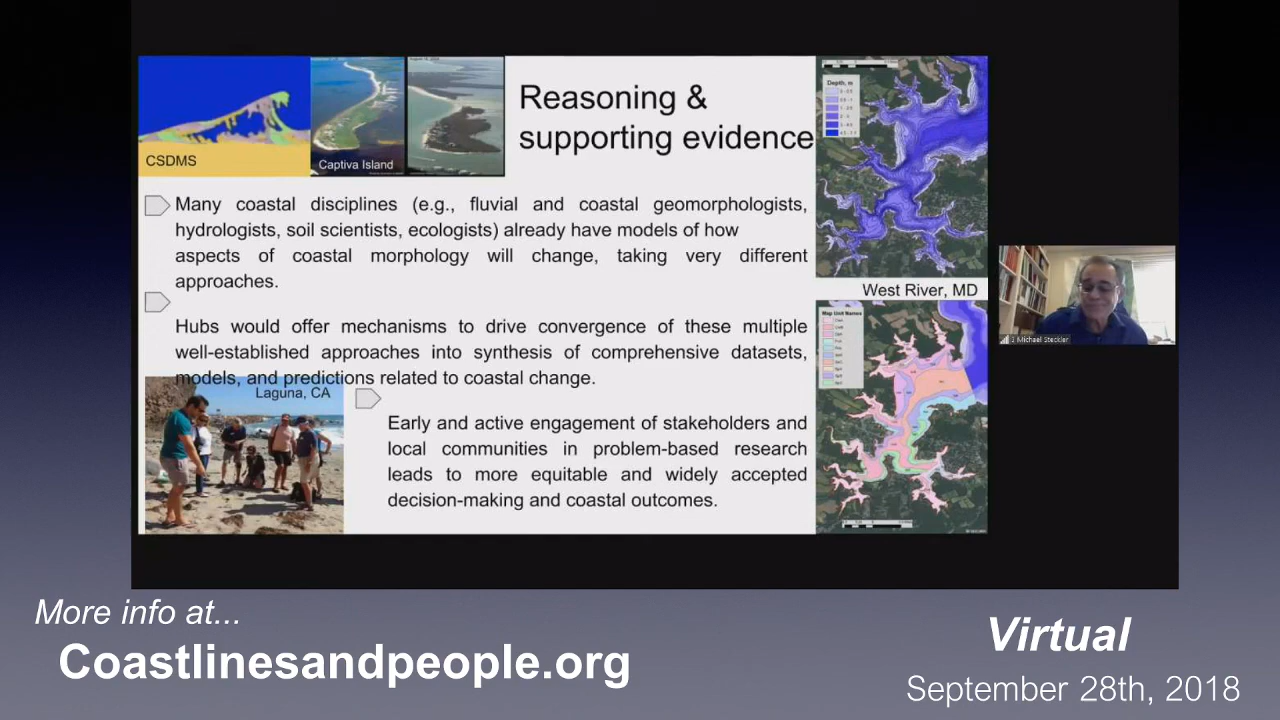 CSDMS
Captiva Island
Reasoning &
supporting evidence
Many coastal disciplines (e.g., fluvial and coastal geomorphologists,
hydrologists, soil scientists, ecologists) already have models of how
aspects of coastal morphology will change, taking very different
approaches.
Hubs would offer mechanisms to drive convergence of these multiple
well-established approaches into synthesis of comprehensive datasets,
models, and predictions related to coastal change.
Laguna, CA
Early and active engagement of stakeholders and
local communities in problem-based research
leads to more equitable and widely accepted
decision-making and coastal outcomes.
Depth, m
West River, MD
Map Unit Names
Michael Steckler
More info at...
Coastlinesandpeople.org
Virtual
September 28th, 2018